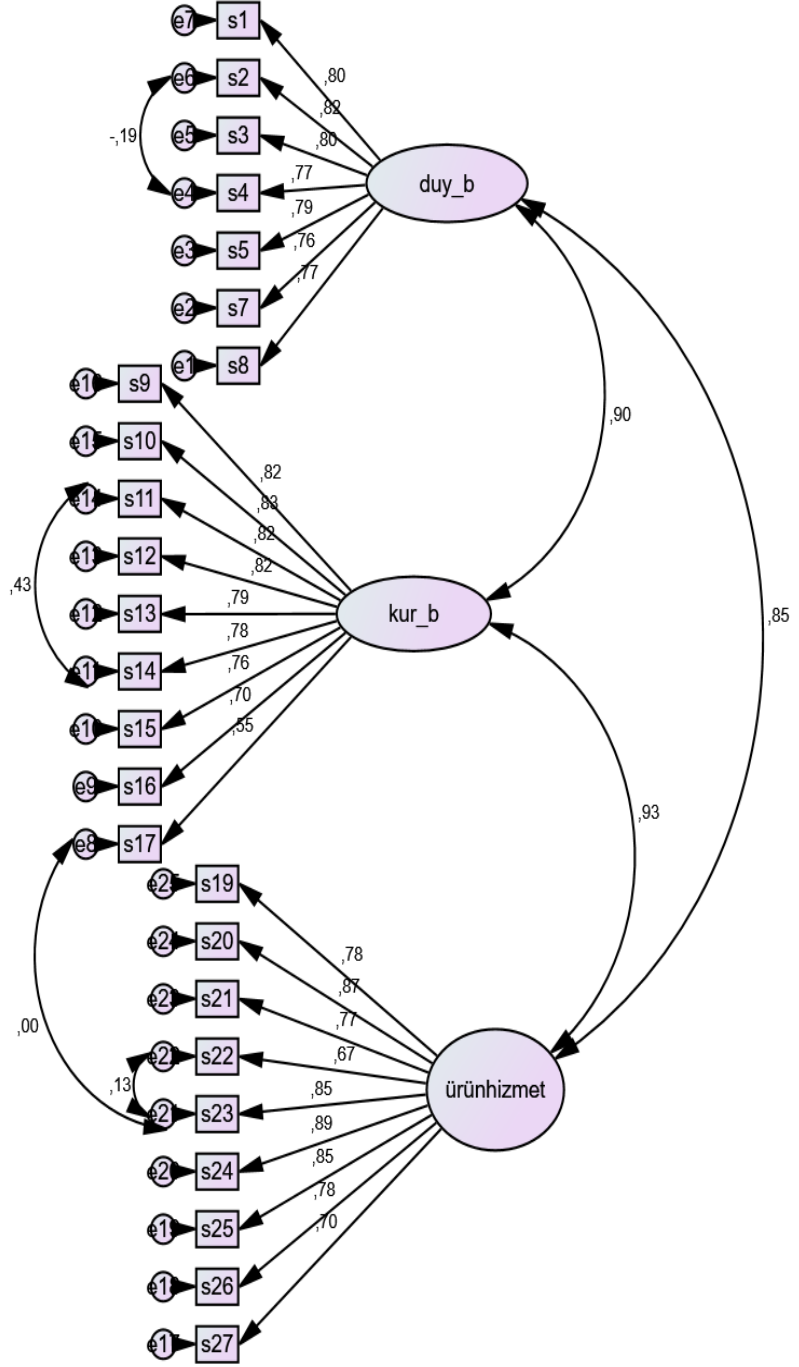 e7 s1
,80
e6 s2
,82
-,19
e5 s3
,80
e4 s4
,77
duy_b
,79
e3 s5
,76
,77
e2 s7
e1 s8
s9
,90
s10
,82
,83
s11
,82
s12
,82
,43
s13
,79
kur_b
,85
,78
s14
,76
,70
s15
,55
e9 s16
,93
e8 s17
s19
s20
,78
,87
s21
,77
,00
s22
,67
,13
,85
ürünhizmet
s23
,89
,85
s24
,78
,70
s25
s26
s27